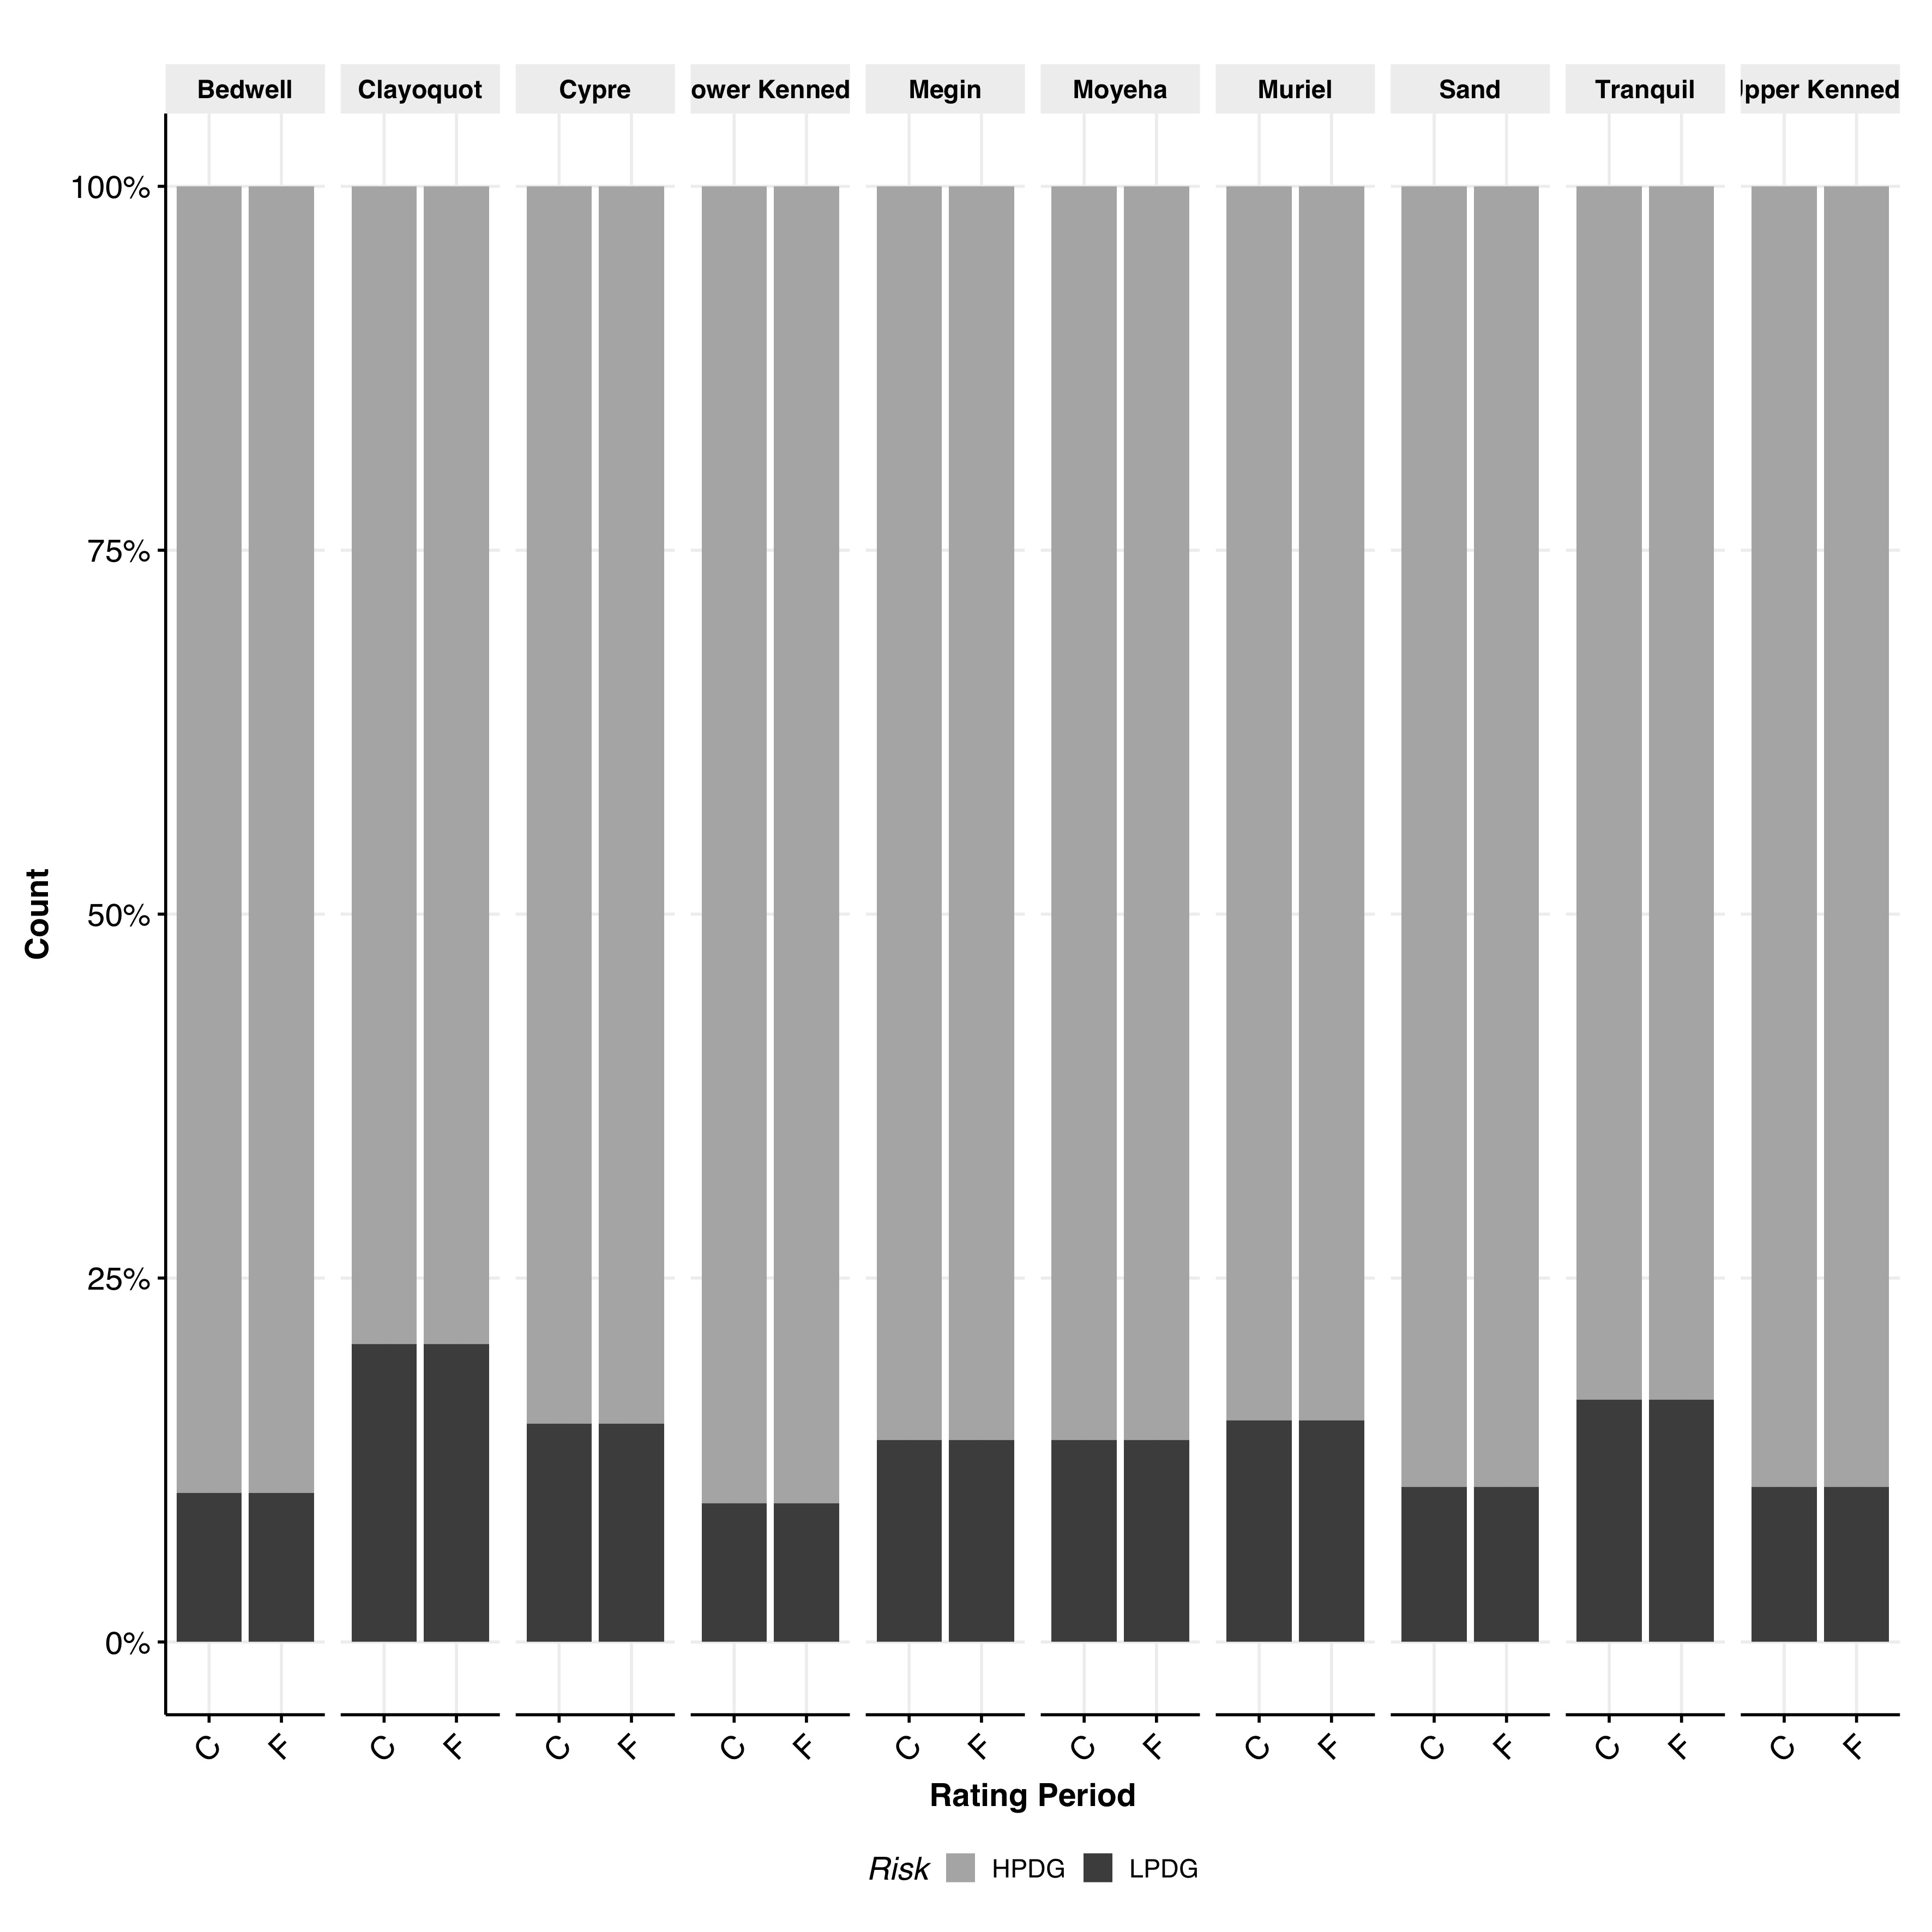 Bedwell Clayoquot Cypre ower Kenned Megin Moyeha Muriel Sand Tranquil pper Kenned
100%
75%
50%
25%
0%
Count
C F C F C F C F C F C F C F C F C F C F
Rating Period
Risk HPDG LPDG